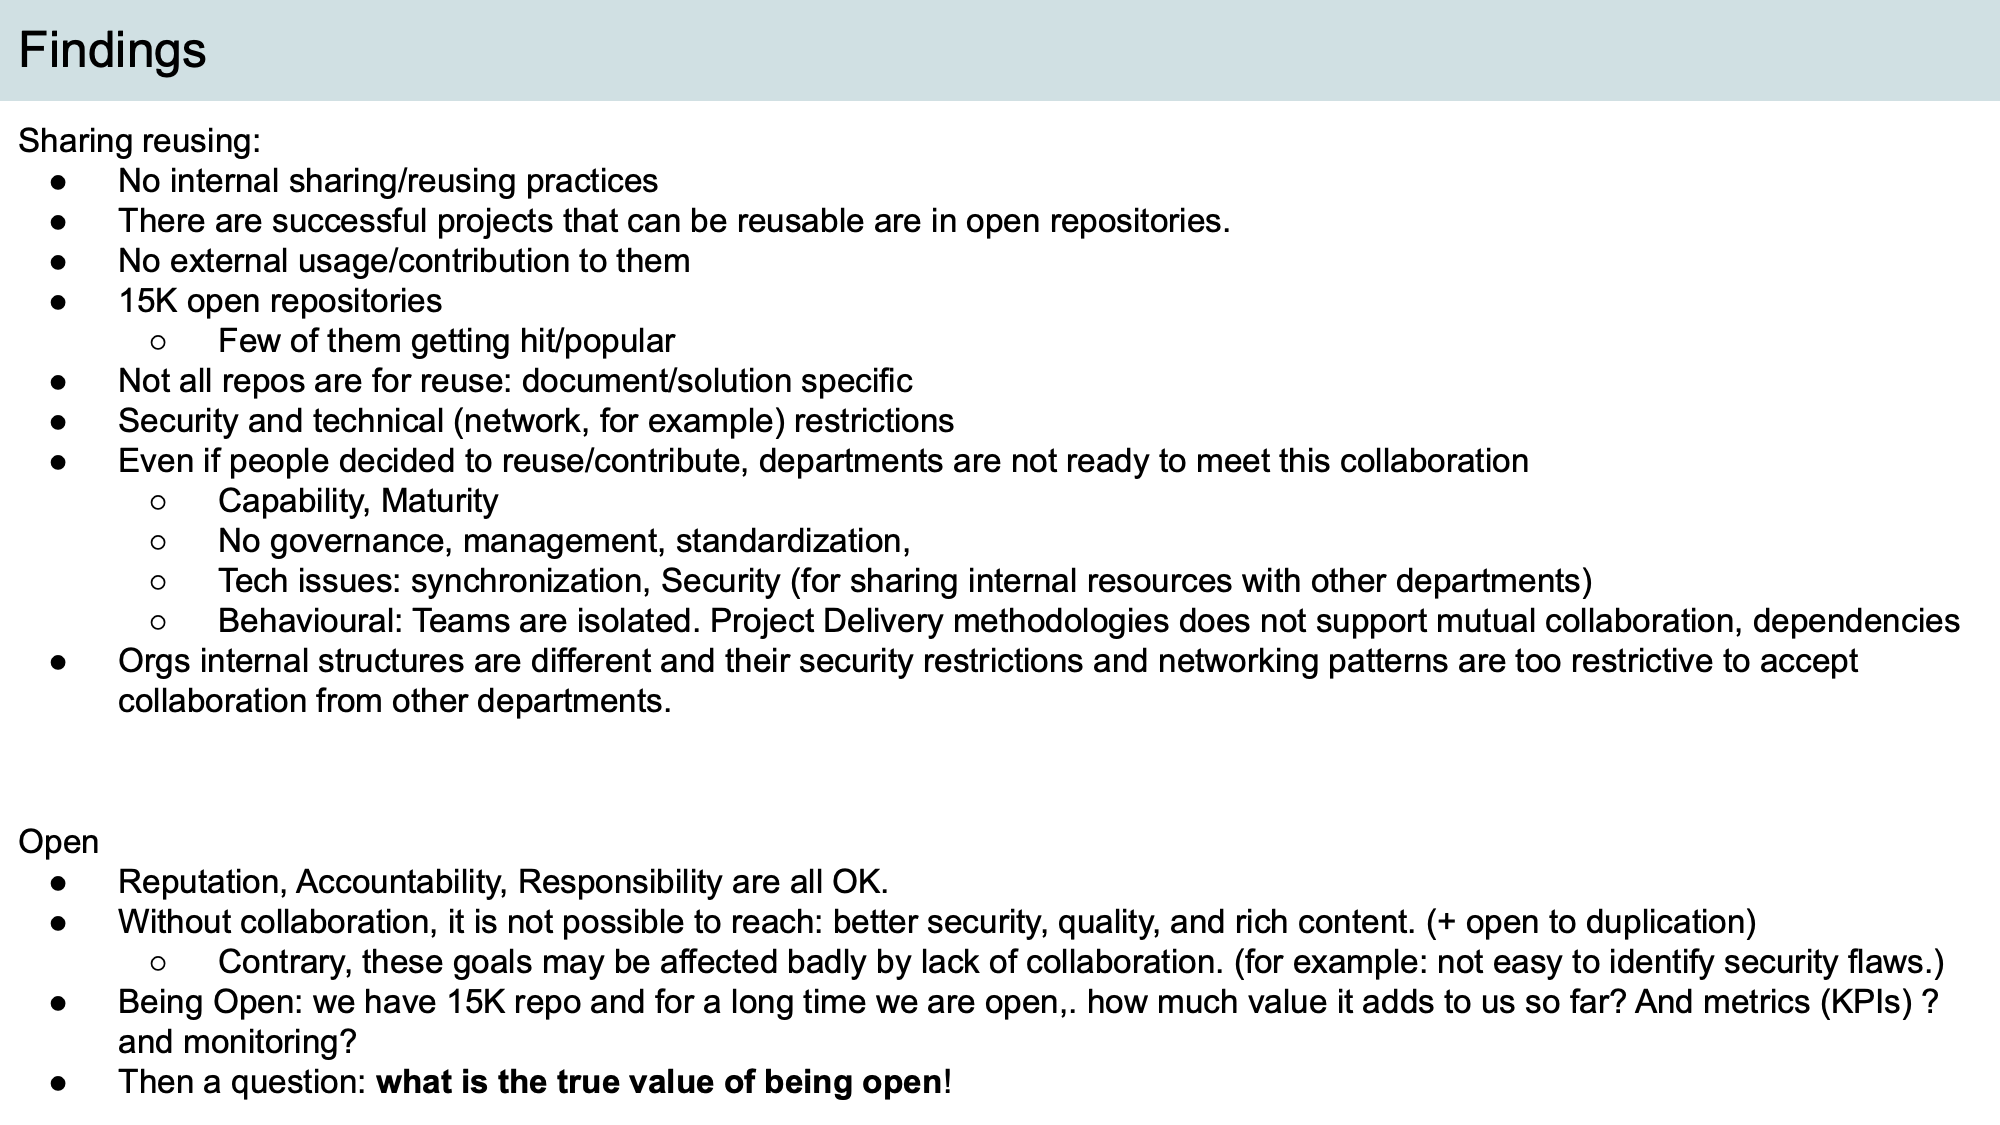 Findings
Sharing reusing:
● No internal sharing/reusing practices
● There are successful projects that can be reusable are in open repositories.
● No external usage/contribution to them
● 15K open repositories
○ Few of them getting hit/popular
● Not all repos are for reuse: document/solution specific
● Security and technical (network, for example) restrictions
● Even if people decided to reuse/contribute, departments are not ready to meet this collaboration
○ Capability, Maturity
○ No governance, management, standardization,
○ Tech issues: synchronization, Security (for sharing internal resources with other departments)
○ Behavioural: Teams are isolated. Project Delivery methodologies does not support mutual collaboration, dependencies
● Orgs internal structures are different and their security restrictions and networking patterns are too restrictive to accept
collaboration from other departments.
Open
● Reputation, Accountability, Responsibility are all OK.
● Without collaboration, it is not possible to reach: better security, quality, and rich content. (+ open to duplication)
○ Contrary, these goals may be affected badly by lack of collaboration. (for example: not easy to identify security flaws.)
● Being Open: we have 15K repo and for a long time we are open,. how much value it adds to us so far? And metrics (KPIs) ?
and monitoring?
● Then a question: what is the true value of being open!